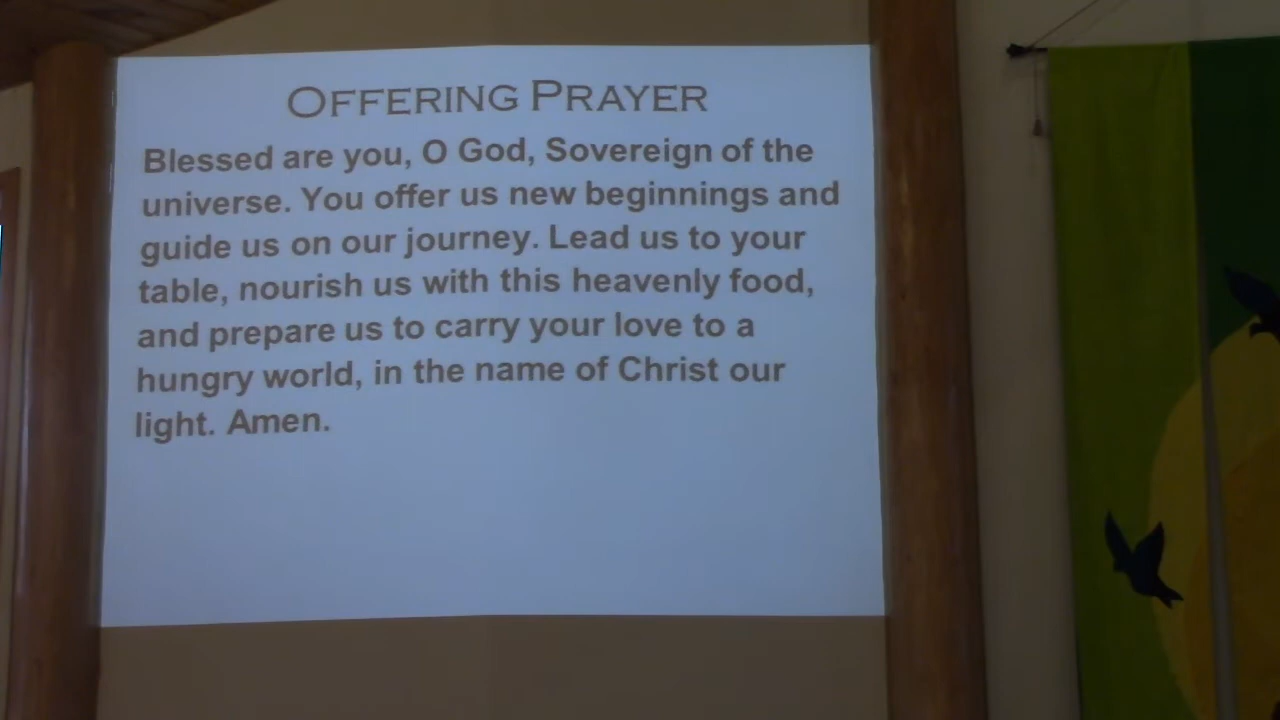 OFFERING PRAYER
Blessed are you, O God, Sovereign of the
universe. You offer us new beginnings and
guide us on our journey. Lead us to your
table, nourish us with this heavenly food,
and prepare us to carry your love to a
hungry world, in the name of Christ our
light. Amen.